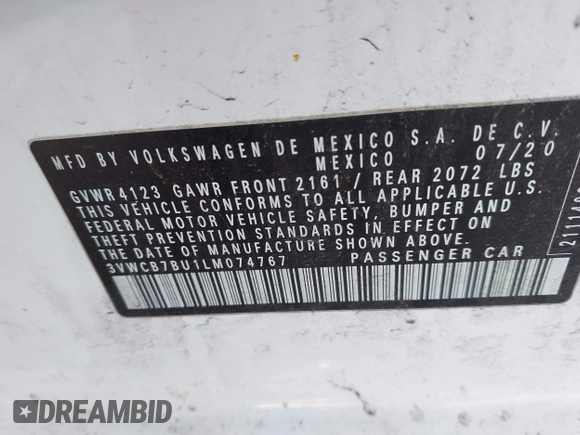 MFD BY VOLKSWAGEN DE MEXICO S.A. DE C.V.
MEXICO 07/20
GVWR 4123 GAWR FRONT 2161 / REAR 2072 LBS
THIS VEHICLE CONFORMS TO ALL APPLICABLE U.S.
FEDERAL MOTOR VEHICLE SAFETY, BUMPER AND
THEFT PREVENTION STANDARDS IN EFFECT ON
THE DATE OF MANUFACTURE SHOWN ABOVE.
3VWCB7BU1LM074767 PASSENGER CAR
DREAMBID